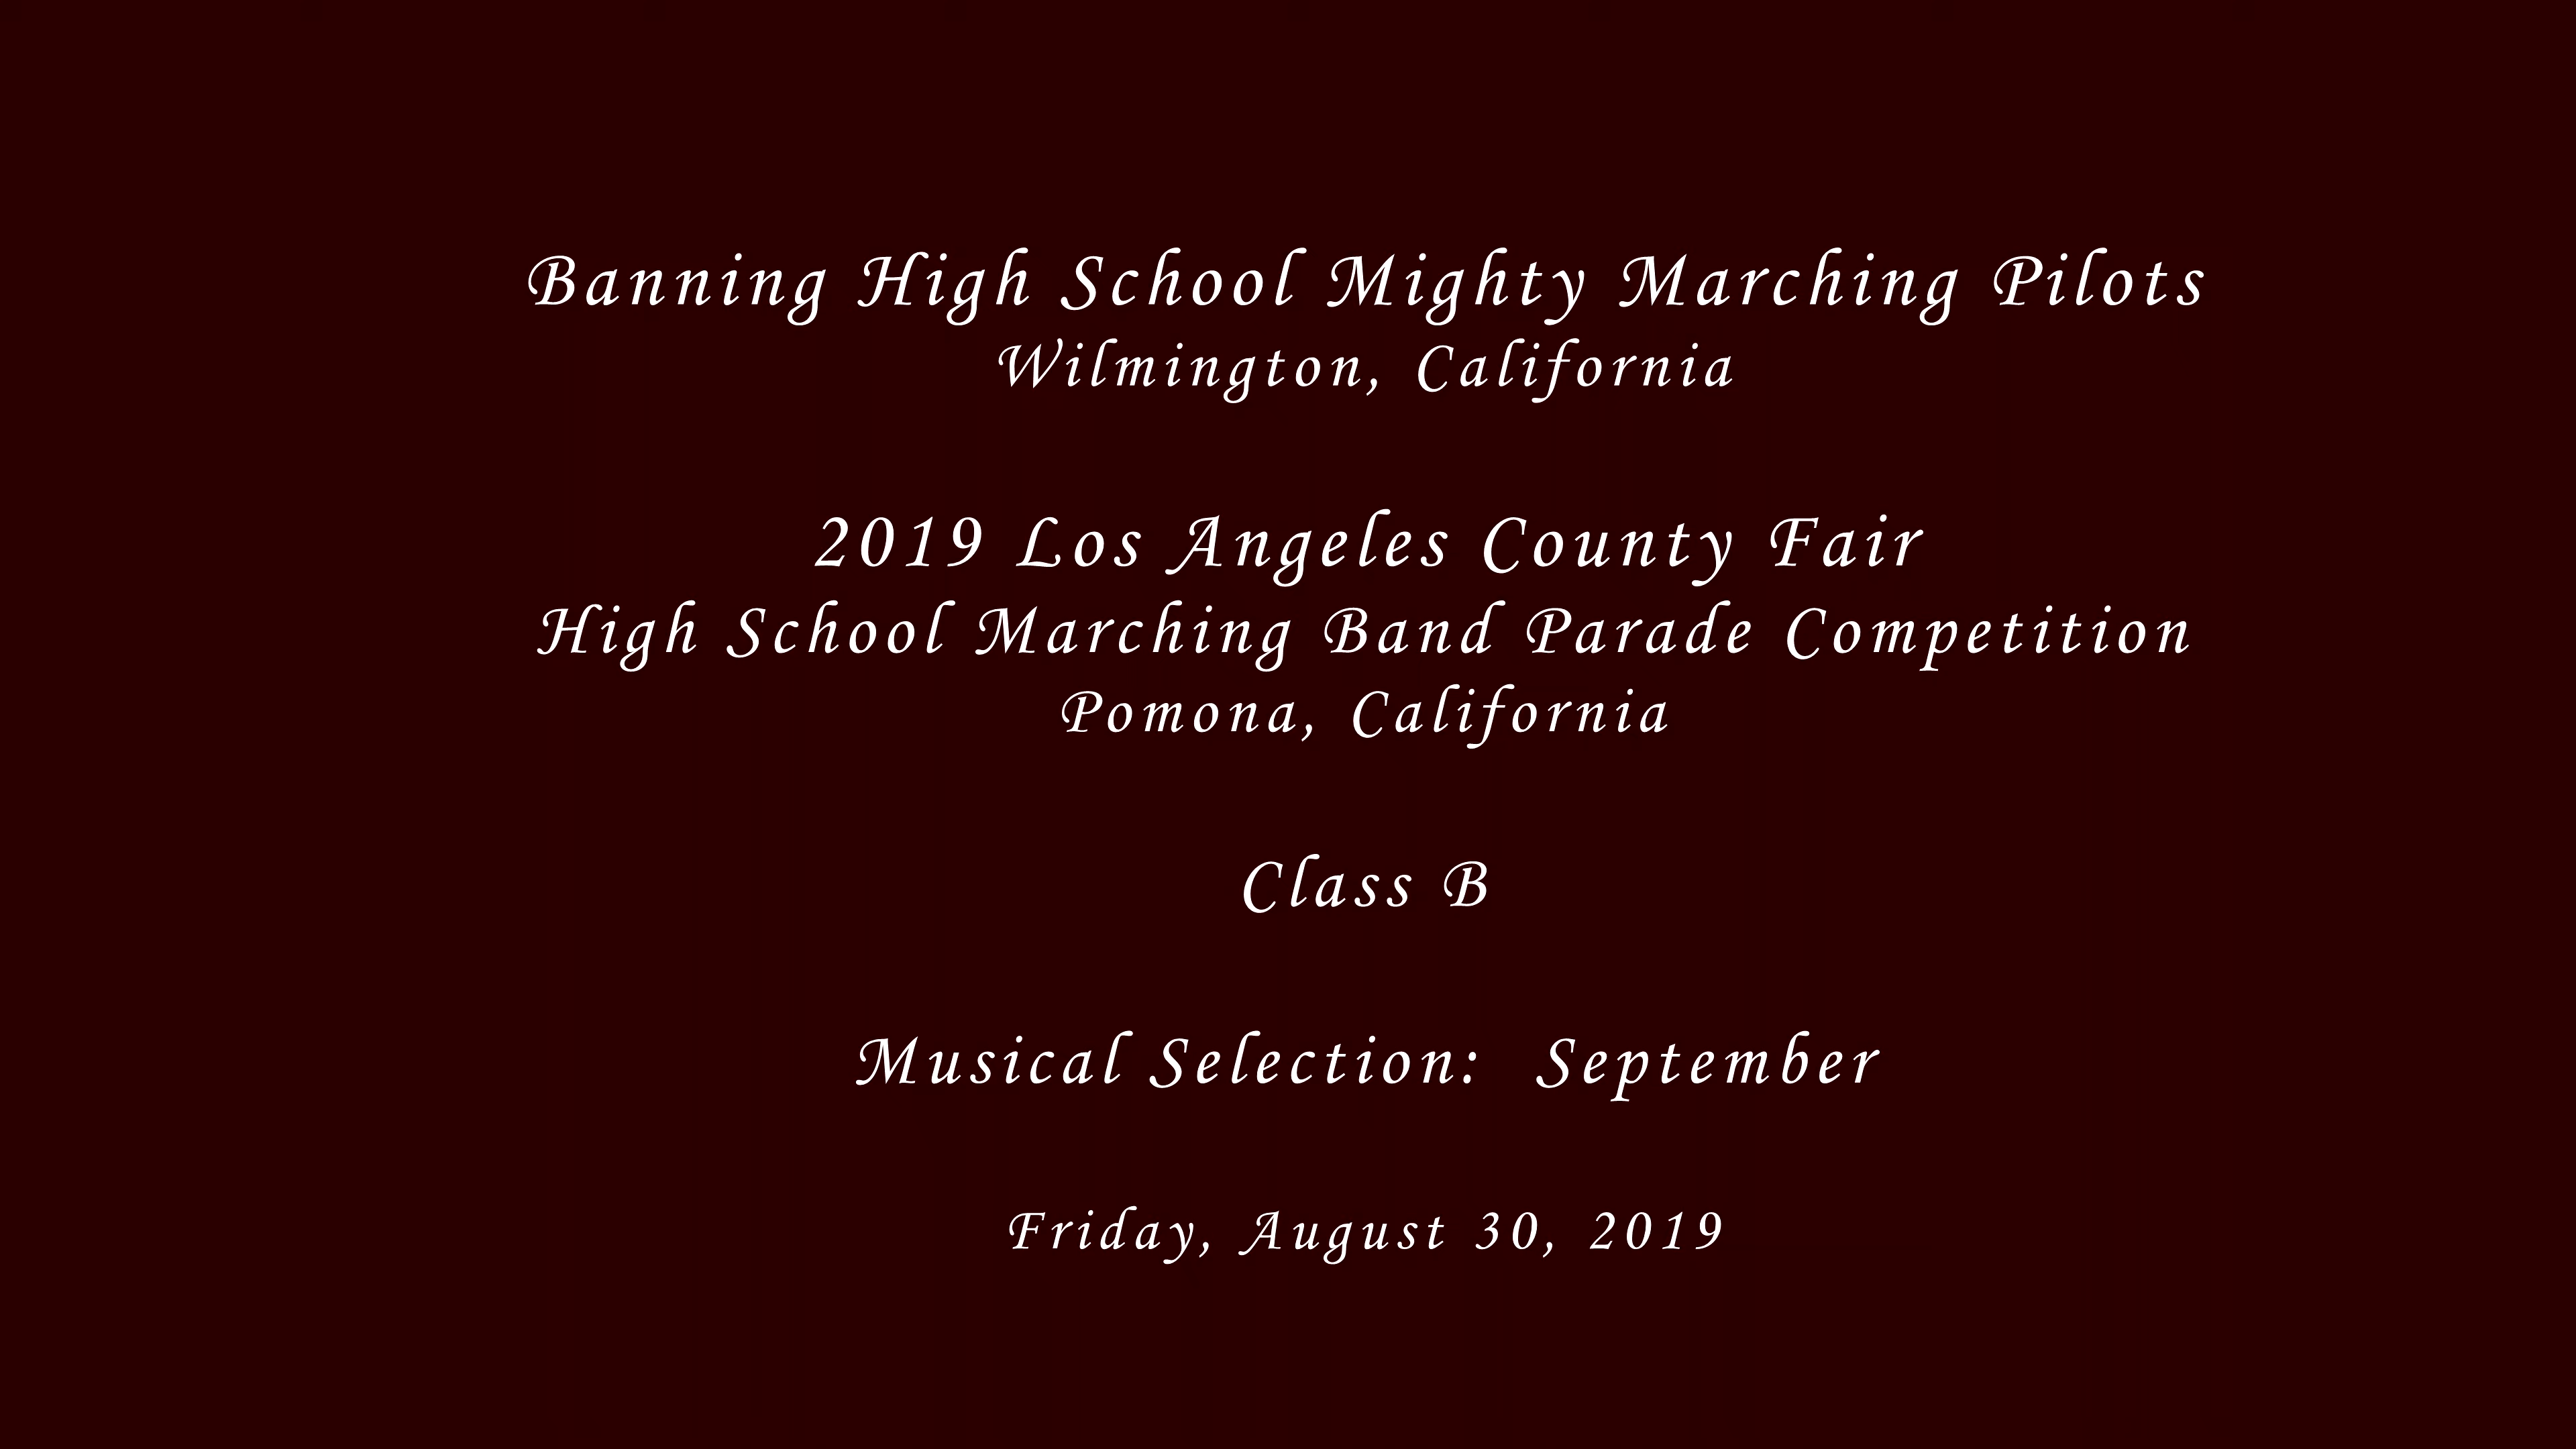 Banning High School Mighty Marching Pilots
Wilmington, California
2019 Los Angeles County Fair
High School Marching Band Parade Competition
Pomona, California
Class B
Musical Selection:  September
Friday, August 30, 2019